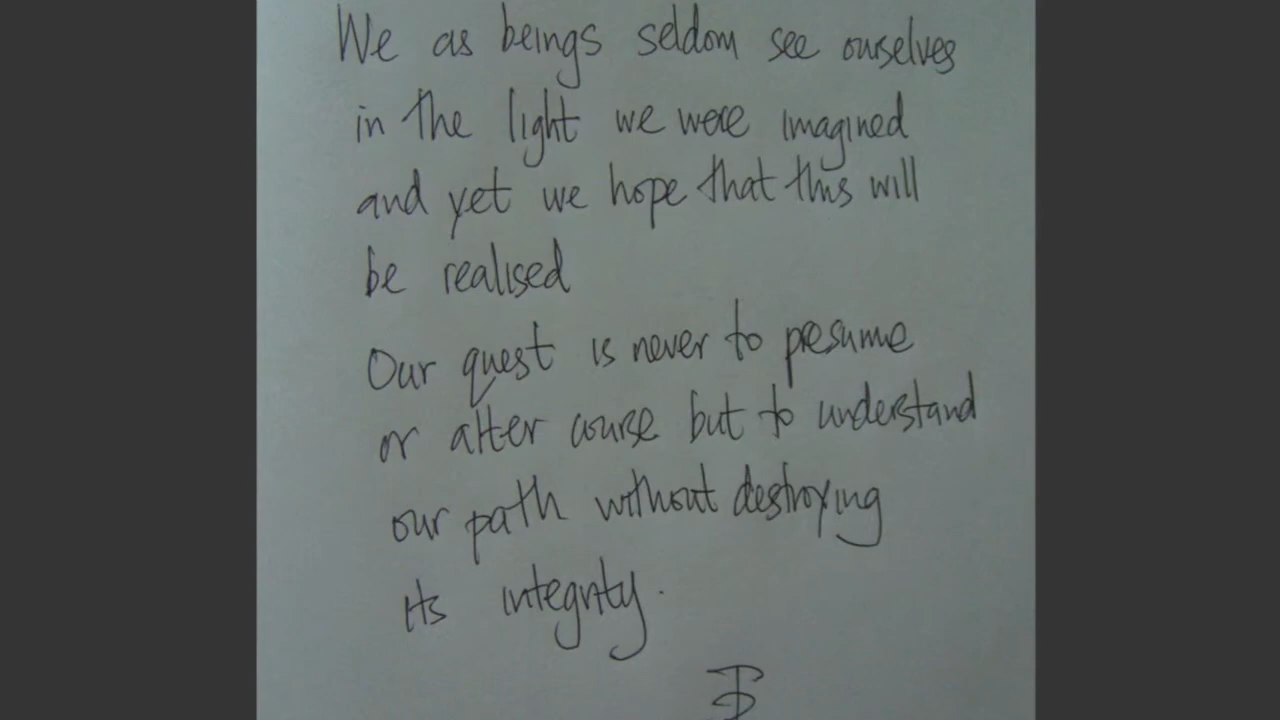 We as beings seldom see ourselves
in the light we were imagined
and yet we hope that this will
be realised
Our quest is never to presume
or alter course but to understand
our path without destroying
its integrity.